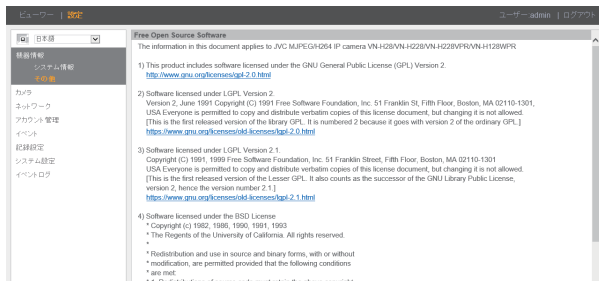 ビューワー | 設定
ユーザー admin | ログアウト
日本語
機器情報
システム情報
その他
カメラ
ネットワーク
アカウント管理
イベント
記録設定
システム設定
イベントログ
Free Open Source Software
The information in this document applies to JVC MJPEG/H264 IP camera VN-H28/VN-H228/VN-H228VPR/VN-H128WPR
1) This product includes software licensed under the GNU General Public License (GPL) Version 2.
http://www.gnu.org/licenses/gpl-2.0.html
2) Software licensed under LGPL Version 2.
Version 2, June 1991 Copyright (C) 1991 Free Software Foundation, Inc. 51 Franklin St, Fifth Floor, Boston, MA 02110-1301,
USA Everyone is permitted to copy and distribute verbatim copies of this license document, but changing it is not allowed.
[This is the first released version of the library GPL. It is numbered 2 because it goes with version 2 of the ordinary GPL.]
https://www.gnu.org/licenses/old-licenses/lgpl-2.0.html
3) Software licensed under LGPL Version 2.1.
Copyright (C) 1991, 1999 Free Software Foundation, Inc. 51 Franklin Street, Fifth Floor, Boston, MA 02110-1301
USA Everyone is permitted to copy and distribute verbatim copies of this license document, but changing it is not allowed.
[This is the first released version of the Lesser GPL. It also counts as the successor of the GNU Library Public License,
version 2, hence the version number 2.1.]
https://www.gnu.org/licenses/old-licenses/lgpl-2.1.html
4) Software licensed under the BSD License
* Copyright (c) 1982, 1986, 1990, 1991, 1993
* The Regents of the University of California. All rights reserved.
*
* Redistribution and use in source and binary forms, with or without
* modification, are permitted provided that the following conditions
* are met: